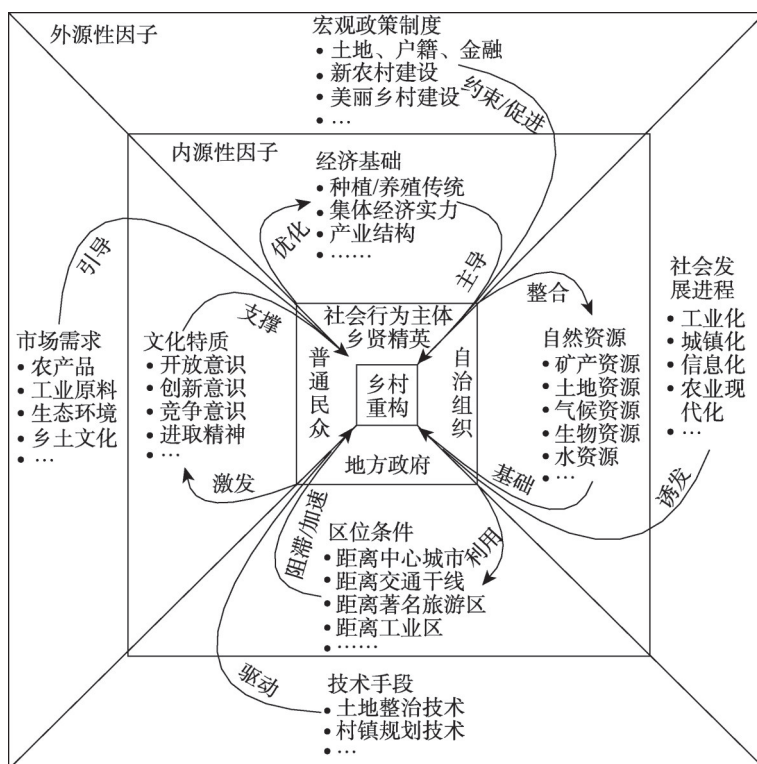 外源性因子
宏观政策制度
• 土地、户籍、金融
• 新农村建设
• 美丽乡村建设
• …
约束/促进
内源性因子
经济基础
• 种植/养殖传统
• 集体经济实力
• 产业结构
• ……
优化
主导
引导
市场需求
• 农产品
• 工业原料
• 生态环境
• 乡土文化
• …
支撑
文化特质
• 开放意识
• 创新意识
• 竞争意识
• 进取精神
• …
激发
社会行为主体
乡贤精英
普通民众
乡村
重构
自治组织
地方政府
整合
自然资源
• 矿产资源
• 土地资源
• 气候资源
• 生物资源
• 水资源
• …
基础
社会发
展进程
• 工业化
• 城镇化
• 信息化
• 农业现
代化
• …
诱发
阻滞/加速
区位条件
• 距离中心城市
• 距离交通干线
• 距离著名旅游区
• 距离工业区
• ……
利用
驱动
技术手段
• 土地整治技术
• 村镇规划技术
• …